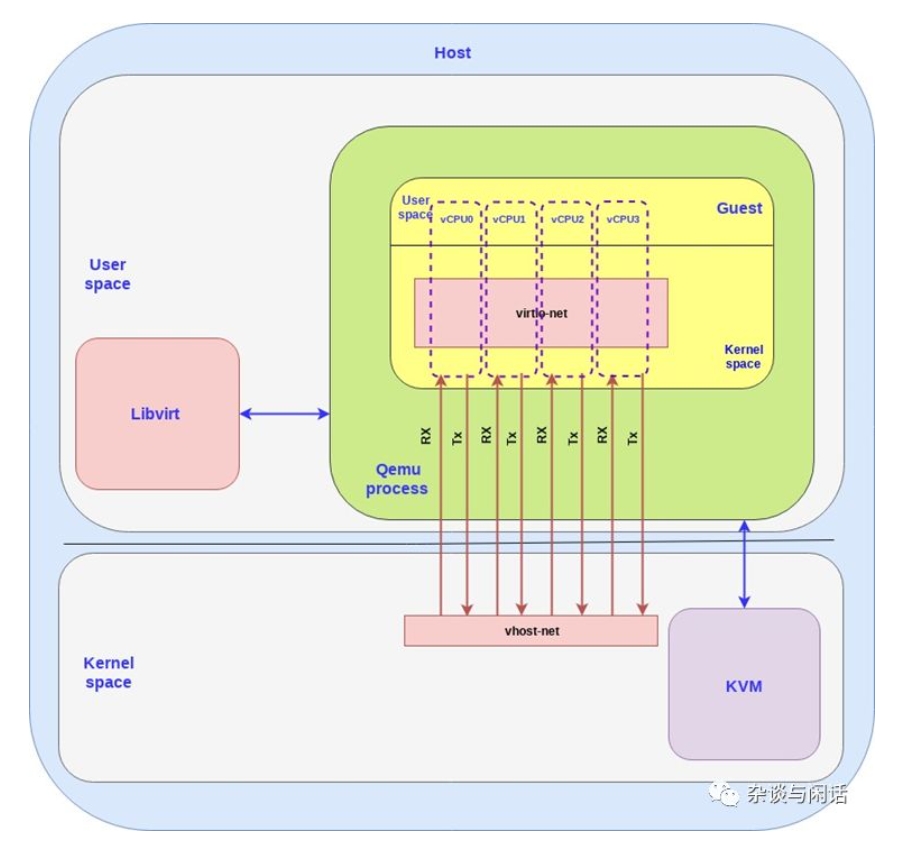 Host
User
space
vCPU0
vCPU1
vCPU2
vCPU3
Guest
User
space
virtio-net
Kernel
space
Libvirt
RX
Tx
RX
Tx
RX
Tx
RX
Tx
Qemu
process
vhost-net
Kernel
space
KVM
杂谈与闲话